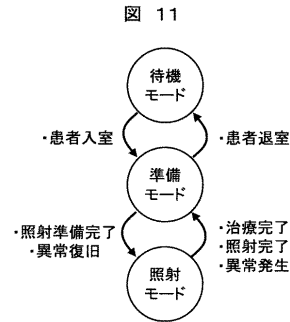 図 11
待機
モード
・患者入室
・患者退室
準備
モード
・照射準備完了
・異常復旧
・治療完了
・照射完了
・異常発生
照射
モード